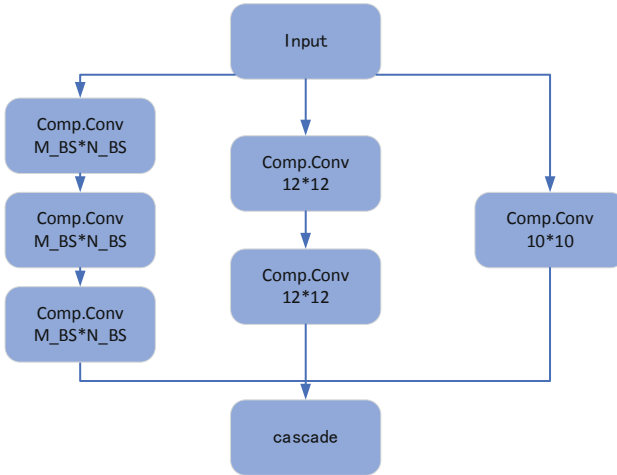 Input
Comp.Conv
M_BS*N_BS
Comp.Conv
M_BS*N_BS
Comp.Conv
M_BS*N_BS
Comp.Conv
12*12
Comp.Conv
12*12
Comp.Conv
10*10
cascade